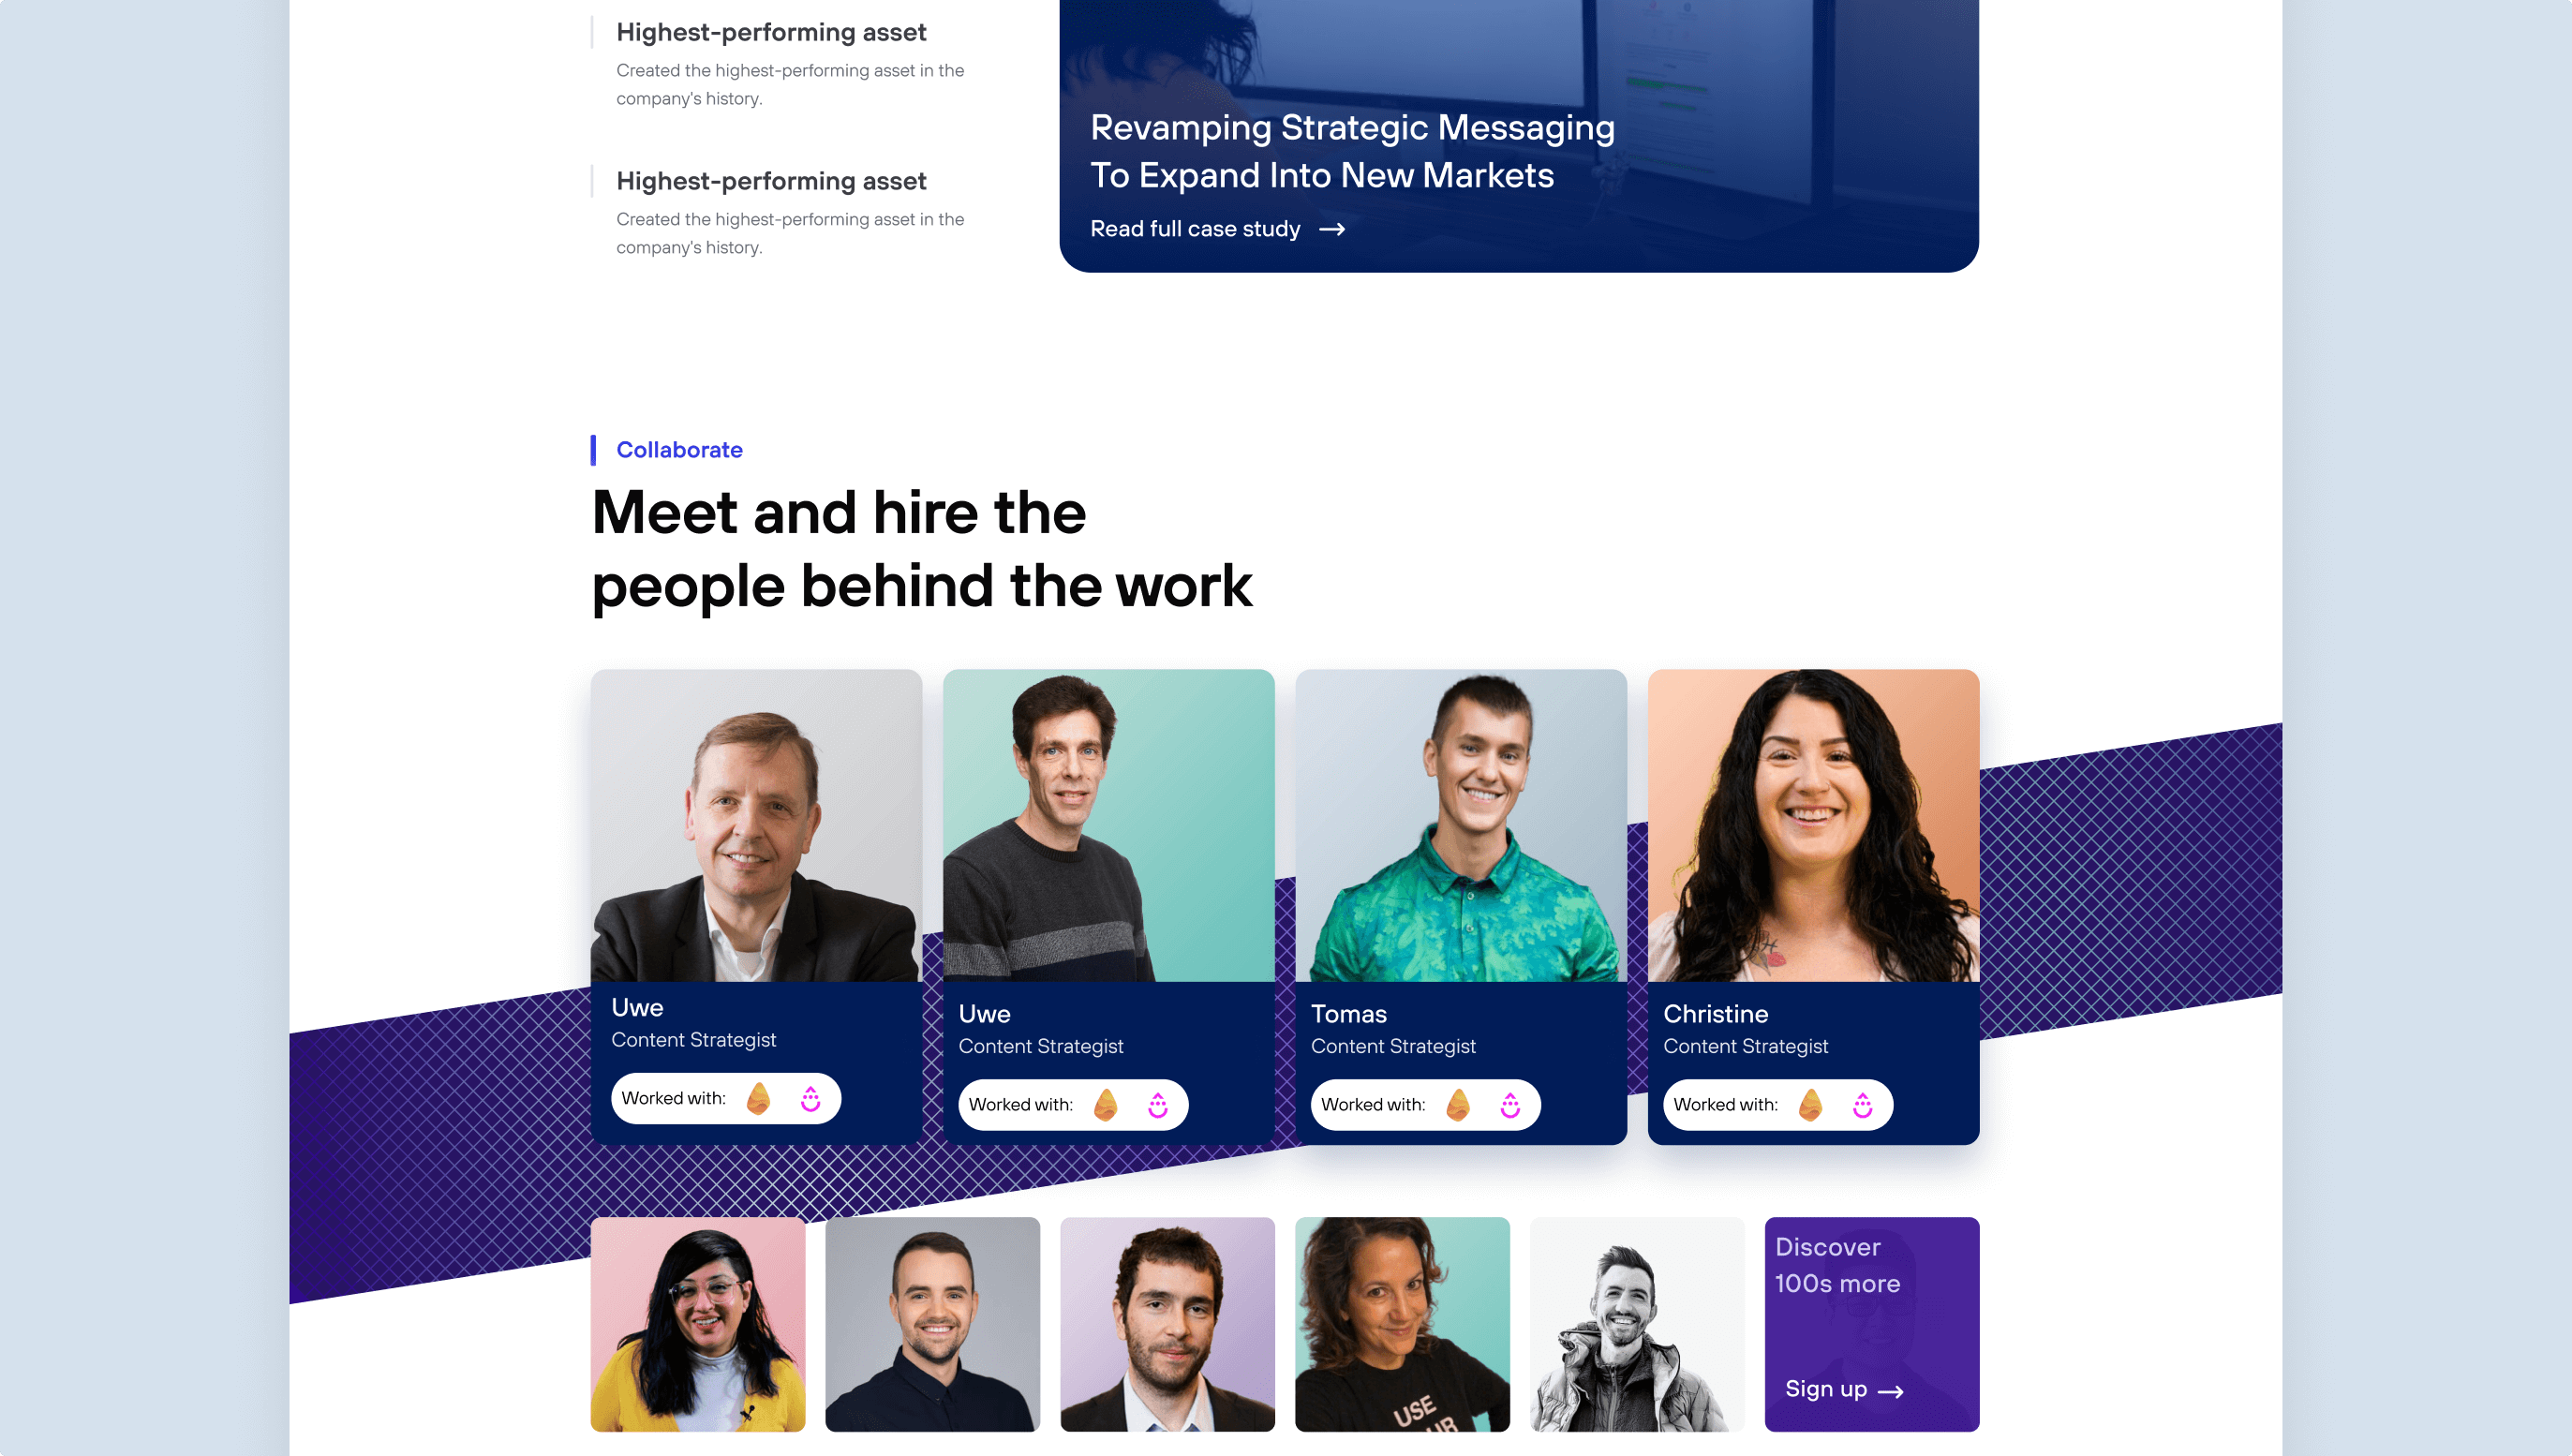 Highest-performing asset
Created the highest-performing asset in the
company's history.
Highest-performing asset
Created the highest-performing asset in the
company's history.
Revamping Strategic Messaging
To Expand Into New Markets
Read full case study
Collaborate
Meet and hire the
people behind the work
Uwe
Content Strategist
Worked with:
Uwe
Content Strategist
Worked with:
Tomas
Content Strategist
Worked with:
Christine
Content Strategist
Worked with:
USE
Discover
100s more
Sign up